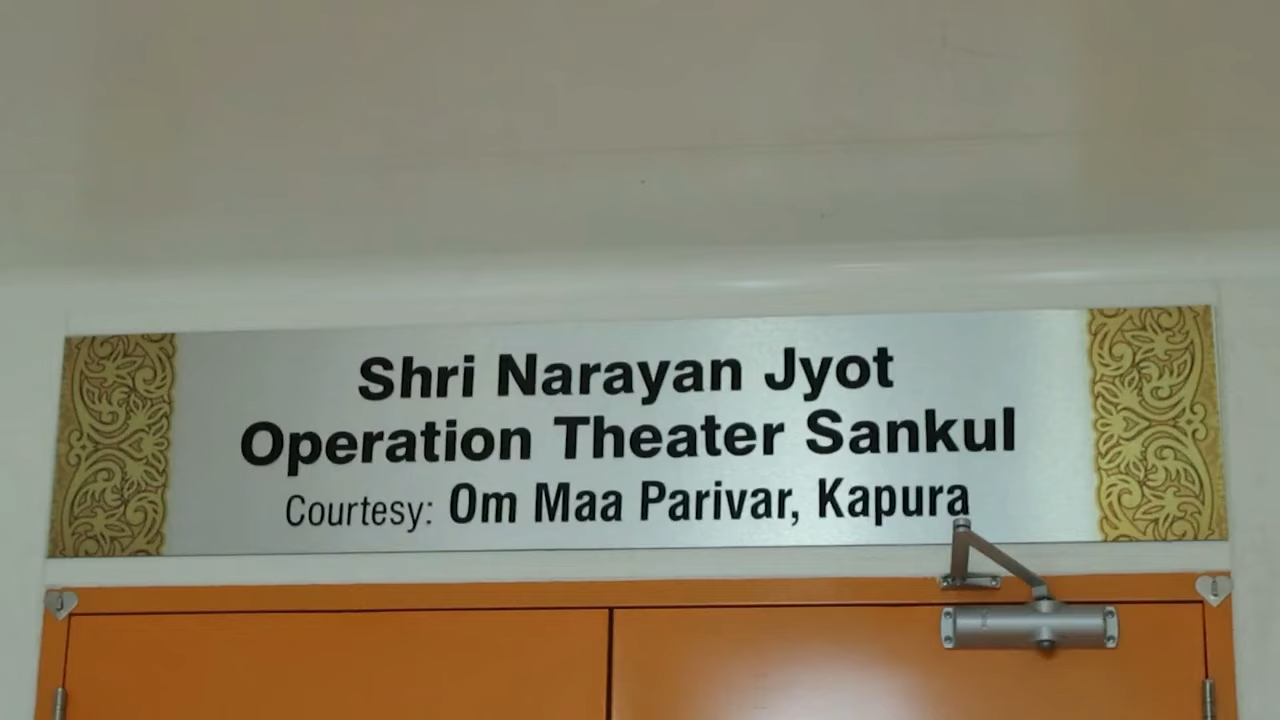 Shri Narayan Jyot
Operation Theater Sankul
Courtesy: Om Maa Parivar, Kapura